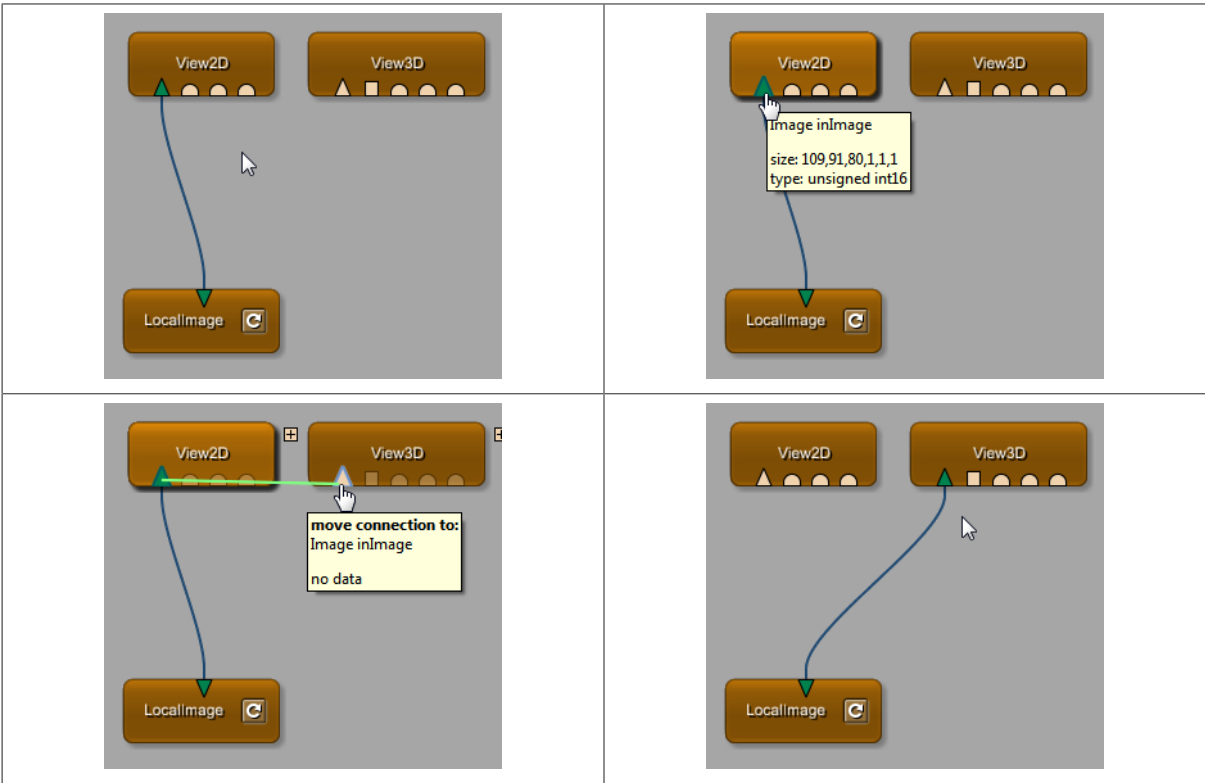 View2D
View3D
LocalImage
View2D
View3D
Image inImage
size: 109,91,80,1,1,1
type: unsigned int16
LocalImage
View2D
View3D
move connection to:
Image inImage
no data
LocalImage
View2D
View3D
LocalImage